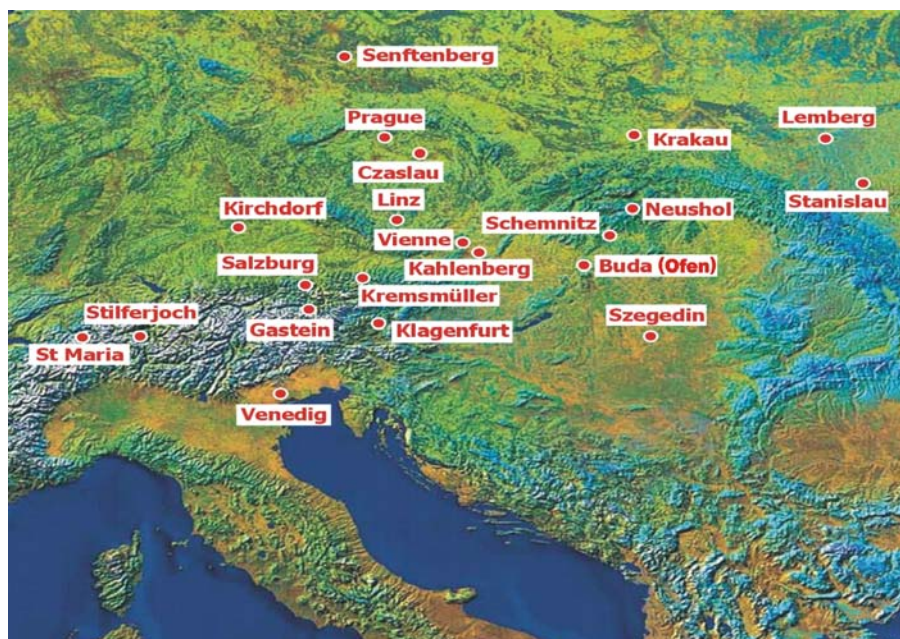 Senftenberg
Prague
Lemberg
Krakau
Czaslau
Stanislau
Linz
Kirchdorf
Neushol
Schemnitz
Vienne
Kahlenberg
Buda (Ofen)
Salzburg
Kremsmüller
Stilferjoch
Gastein
Klagenfurt
Szegedin
St Maria
Venedig